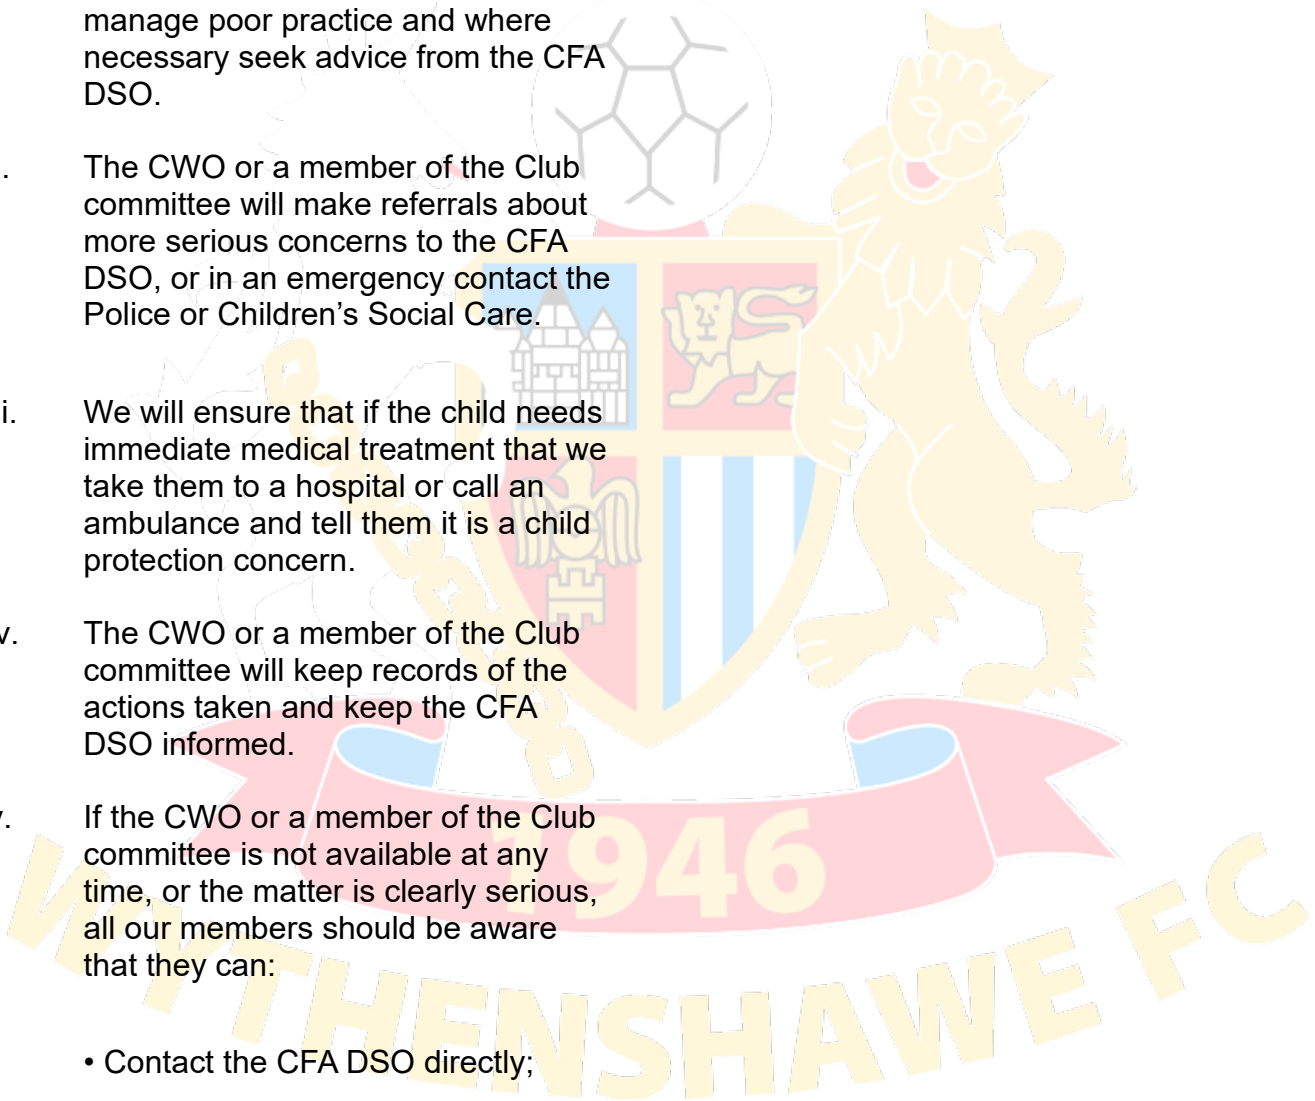 manage poor practice and where
necessary seek advice from the CFA
DSO.
. The CWO or a member of the Club
committee will make referrals about
more serious concerns to the CFA
DSO, or in an emergency contact the
Police or Children’s Social Care.
i. We will ensure that if the child needs
immediate medical treatment that we
take them to a hospital or call an
ambulance and tell them it is a child
protection concern.
v. The CWO or a member of the Club
committee will keep records of the
actions taken and keep the CFA
DSO informed.
v. If the CWO or a member of the Club
committee is not available at any
time, or the matter is clearly serious,
all our members should be aware
that they can:
• Contact the CFA DSO directly;
1946
WYTHENSHAWE FC